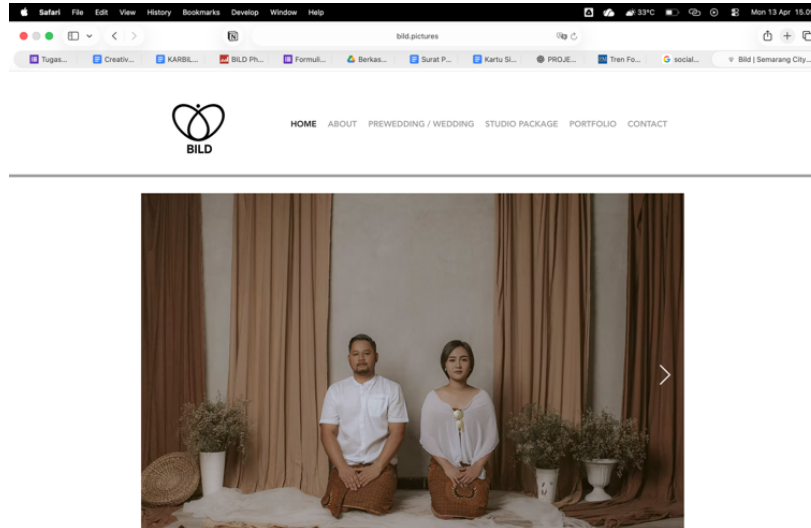 Safari File Edit View History Bookmarks Develop Window Help 33°C Mon 13 Apr 15.0
bild.pictures
Tugas... Creativ... KARBIL... BILD Ph... Formuli... Berkas... Surat P... Kartu Si... PROJE... Tren Fo... social... Bild | Semarang City...
HOME ABOUT PREWEDDING / WEDDING STUDIO PACKAGE PORTFOLIO CONTACT
BILD